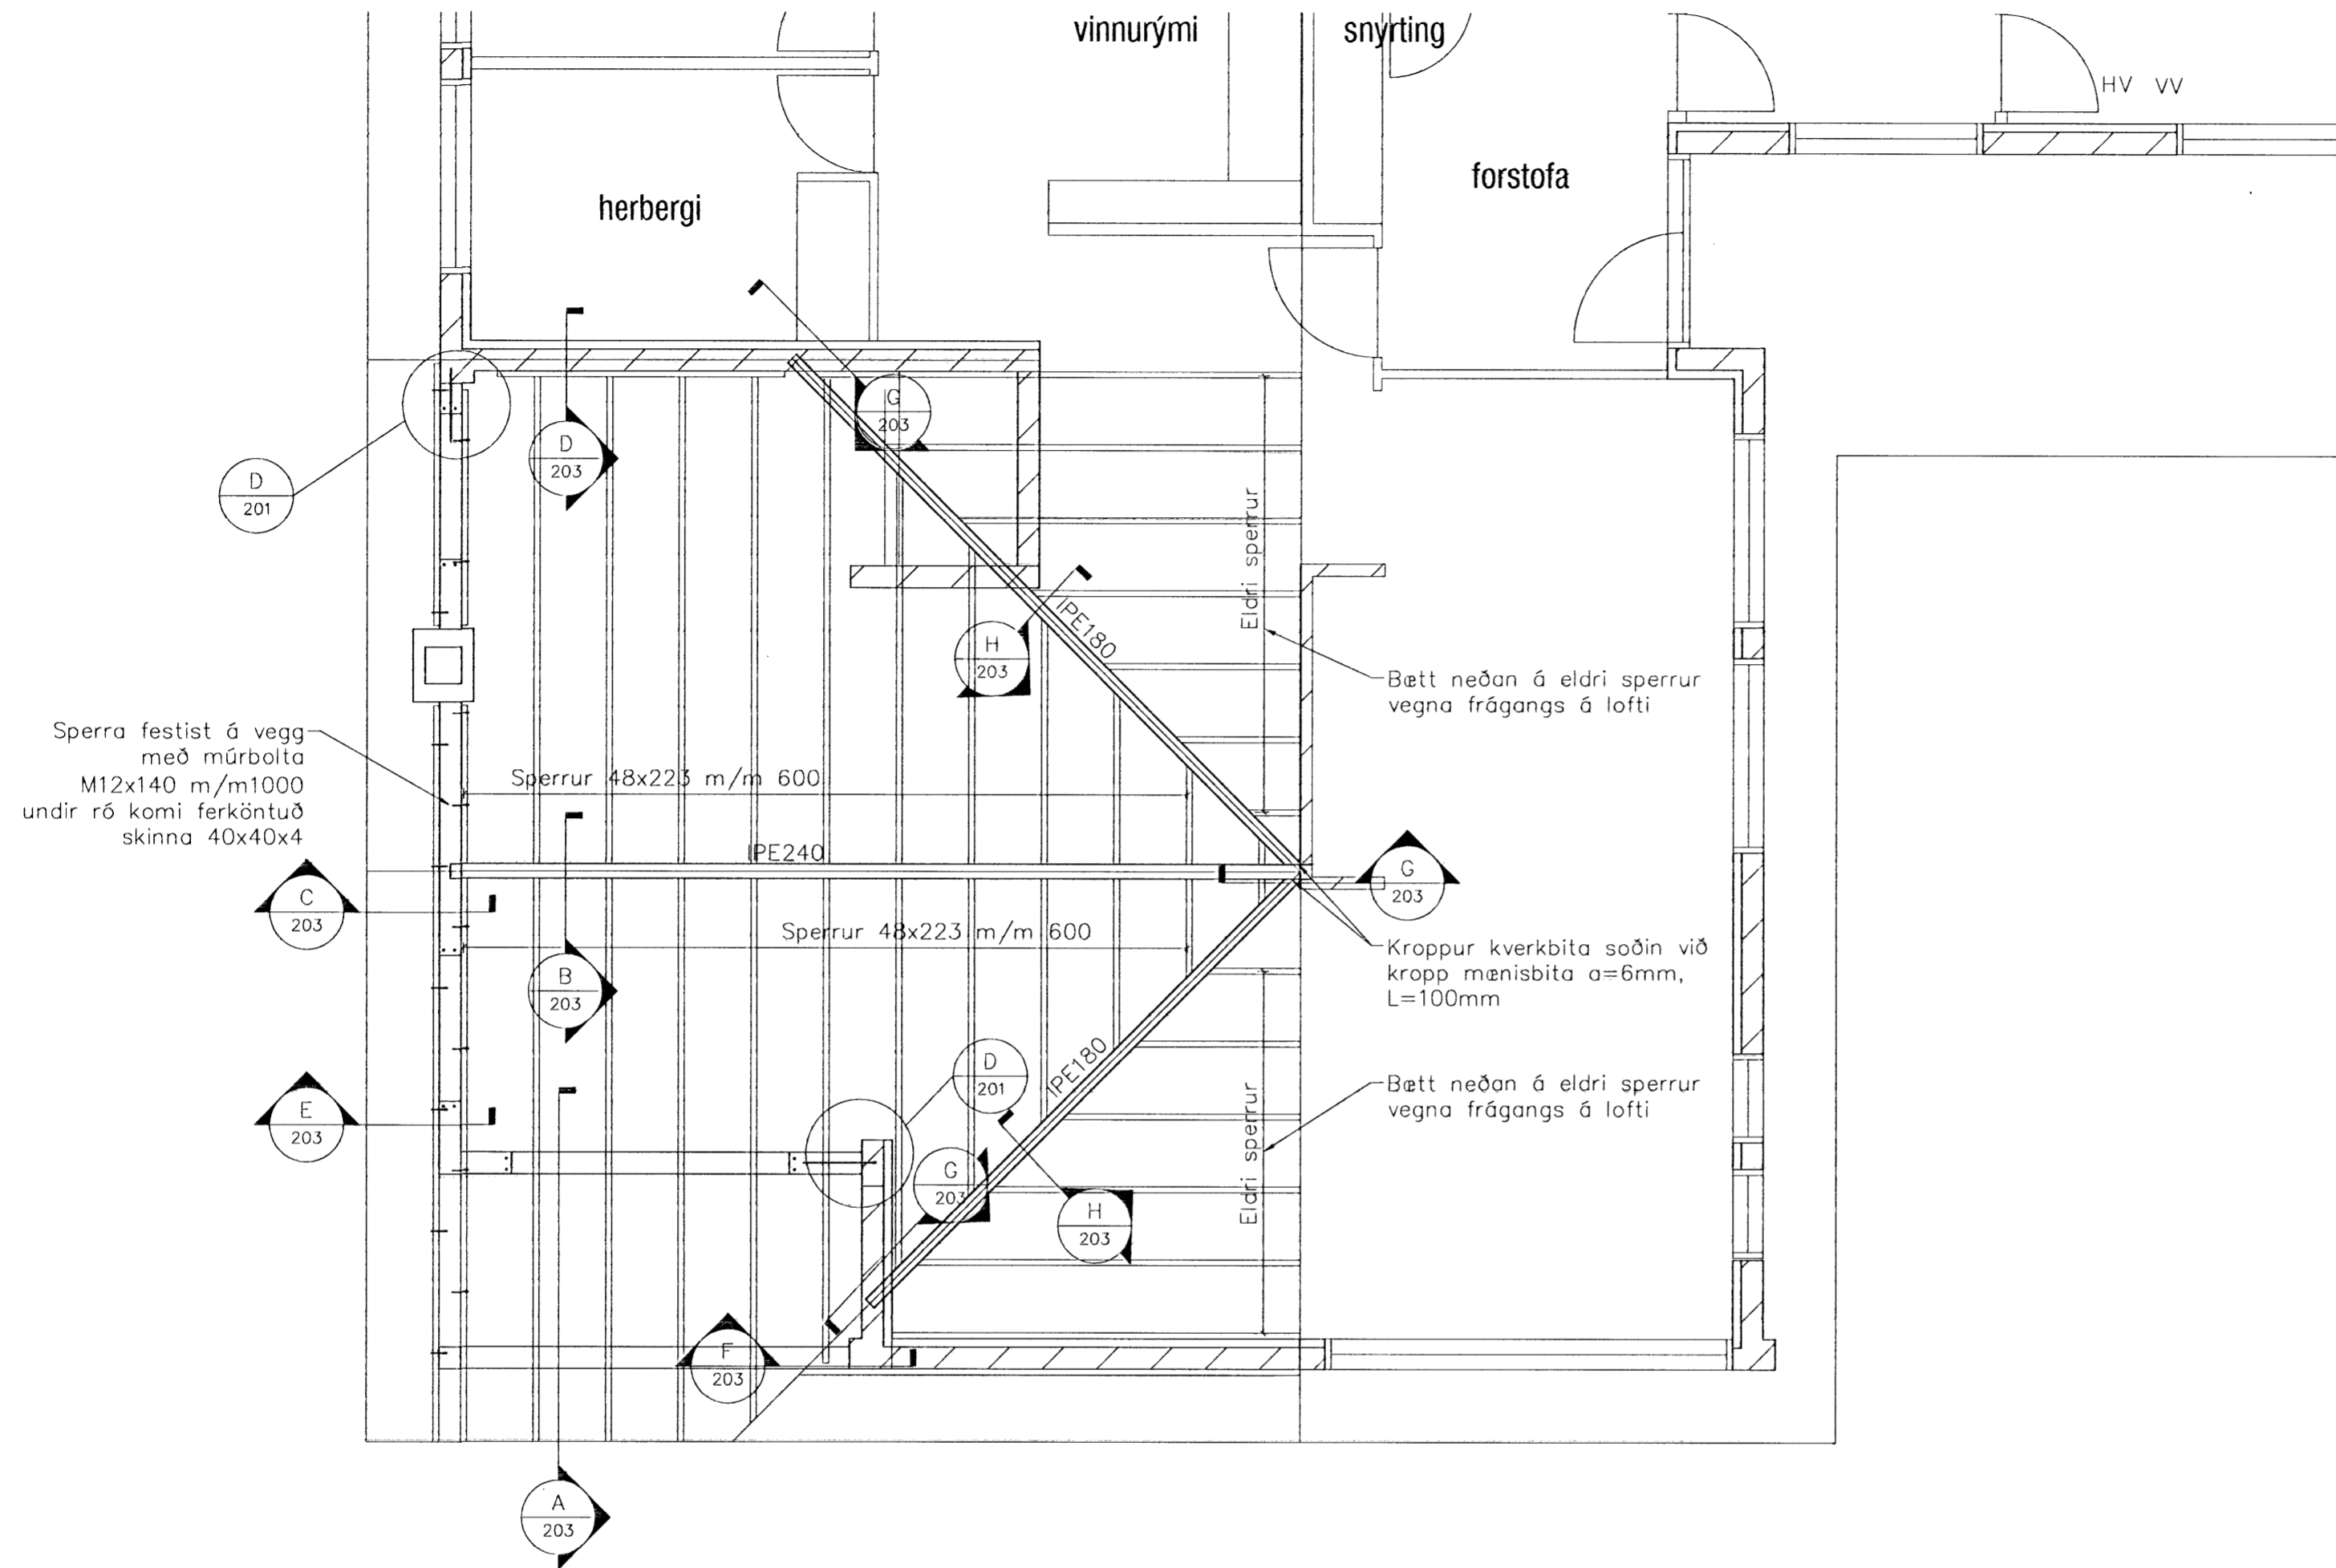 vinnurými
snyrting
HV VV
forstofa
herbergi
G
203
D
203
D
201
Eldri sperrur
IPE180
H
203
Bætt neðan á eldri sperrur
vegna frágangs á lofti
Sperra festist á vegg
með múrbolta
M12x140 m/m1000
undir ró komi ferköntuð
skinna 40x40x4
Sperrur 48x223 m/m 600
IPE240
C
203
G
203
Sperrur 48x223 m/m 600
Kroppur kverkbita soðin við
kropp mænisbita a=6mm,
L=100mm
B
203
IPE180
D
201
Bætt neðan á eldri sperrur
vegna frágangs á lofti
E
203
Eldri sperrur
G
203
H
203
F
203
A
203